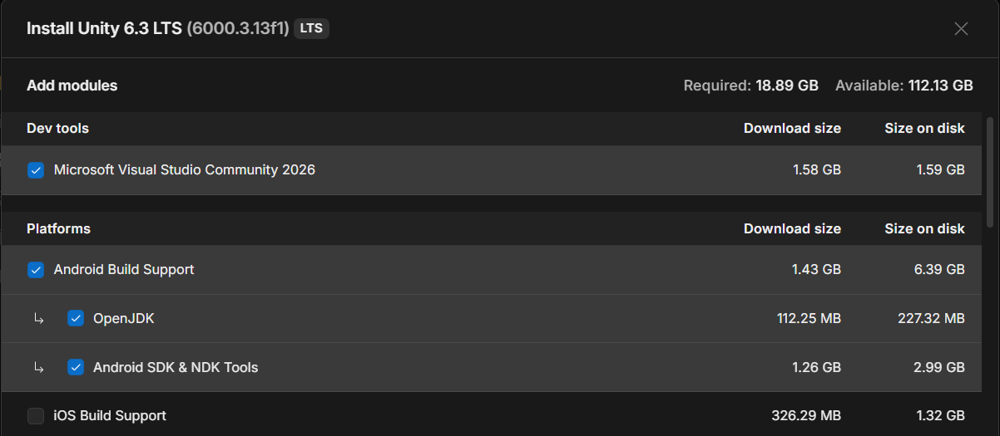 Install Unity 6.3 LTS (6000.3.13f1) LTS
Add modules Required: 18.89 GB Available: 112.13 GB
Dev tools Download size Size on disk
Microsoft Visual Studio Community 2026 1.58 GB 1.59 GB
Platforms Download size Size on disk
Android Build Support 1.43 GB 6.39 GB
OpenJDK 112.25 MB 227.32 MB
Android SDK & NDK Tools 1.26 GB 2.99 GB
iOS Build Support 326.29 MB 1.32 GB